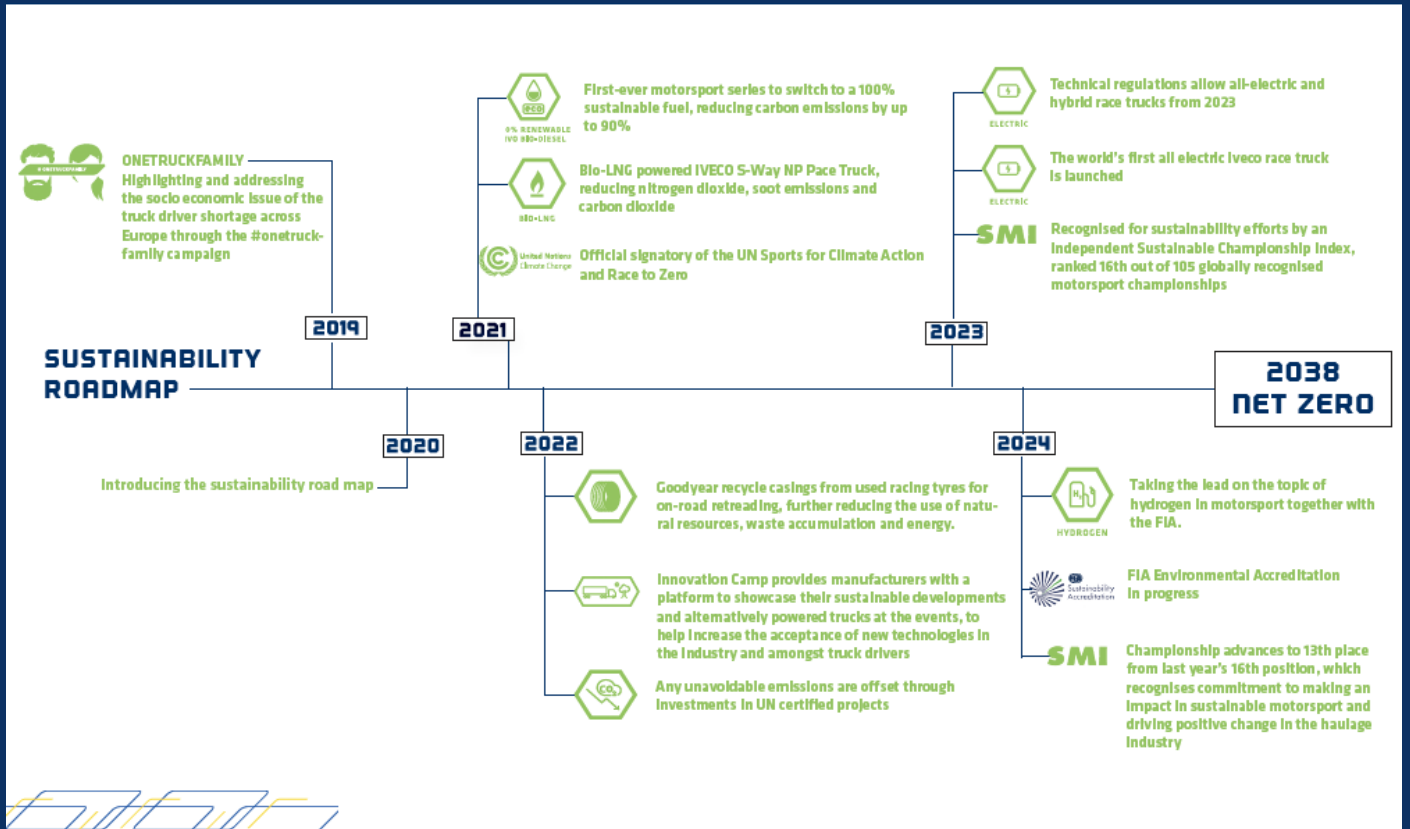 SUSTAINABILITY
ROADMAP
2019
#ONETRUCKFAMILY
ONETRUCKFAMILY
Highlighting and addressing
the socio economic issue of the
truck driver shortage across
Europe through the #onetruck-
family campaign
2020
Introducing the sustainability road map
2021
eco
0% RENEWABLE
IVO BIO-DIESEL
First-ever motorsport series to switch to a 100%
sustainable fuel, reducing carbon emissions by up
to 90%
BIO-LNG
Bio-LNG powered IVECO S-Way NP Pace Truck,
reducing nitrogen dioxide, soot emissions and
carbon dioxide
United Nations
Climate Change
Official signatory of the UN Sports for Climate Action
and Race to Zero
2022
Goodyear recycle casings from used racing tyres for
on-road retreading, further reducing the use of natu-
ral resources, waste accumulation and energy.
Innovation Camp provides manufacturers with a
platform to showcase their sustainable developments
and alternatively powered trucks at the events, to
help increase the acceptance of new technologies in
the industry and amongst truck drivers
CO2
Any unavoidable emissions are offset through
investments in UN certified projects
2023
ELECTRIC
Technical regulations allow all-electric and
hybrid race trucks from 2023
ELECTRIC
The world's first all electric Iveco race truck
is launched
SMI
Recognised for sustainability efforts by an
Independent Sustainable Championship Index,
ranked 16th out of 105 globally recognised
motorsport championships
2024
H2
HYDROGEN
Taking the lead on the topic of
hydrogen in motorsport together with
the FIA.
Sustainability
Accreditation
FIA Environmental Accreditation
in progress
SMI
Championship advances to 13th place
from last year's 16th position, which
recognises commitment to making an
impact in sustainable motorsport and
driving positive change in the haulage
industry
2038
NET ZERO